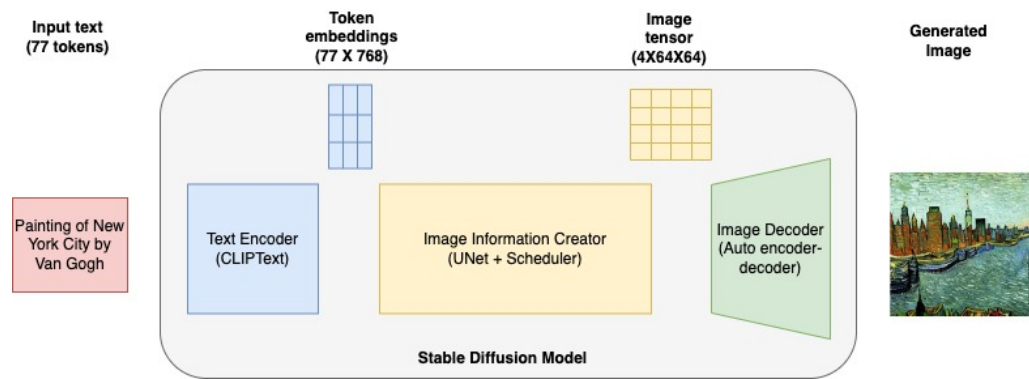 Input text
(77 tokens)
Token
embeddings
(77 X 768)
Image
tensor
(4X64X64)
Generated
Image
Painting of New
York City by
Van Gogh
Text Encoder
(CLIPText)
Image Information Creator
(UNet + Scheduler)
Image Decoder
(Auto encoder-
decoder)
Stable Diffusion Model